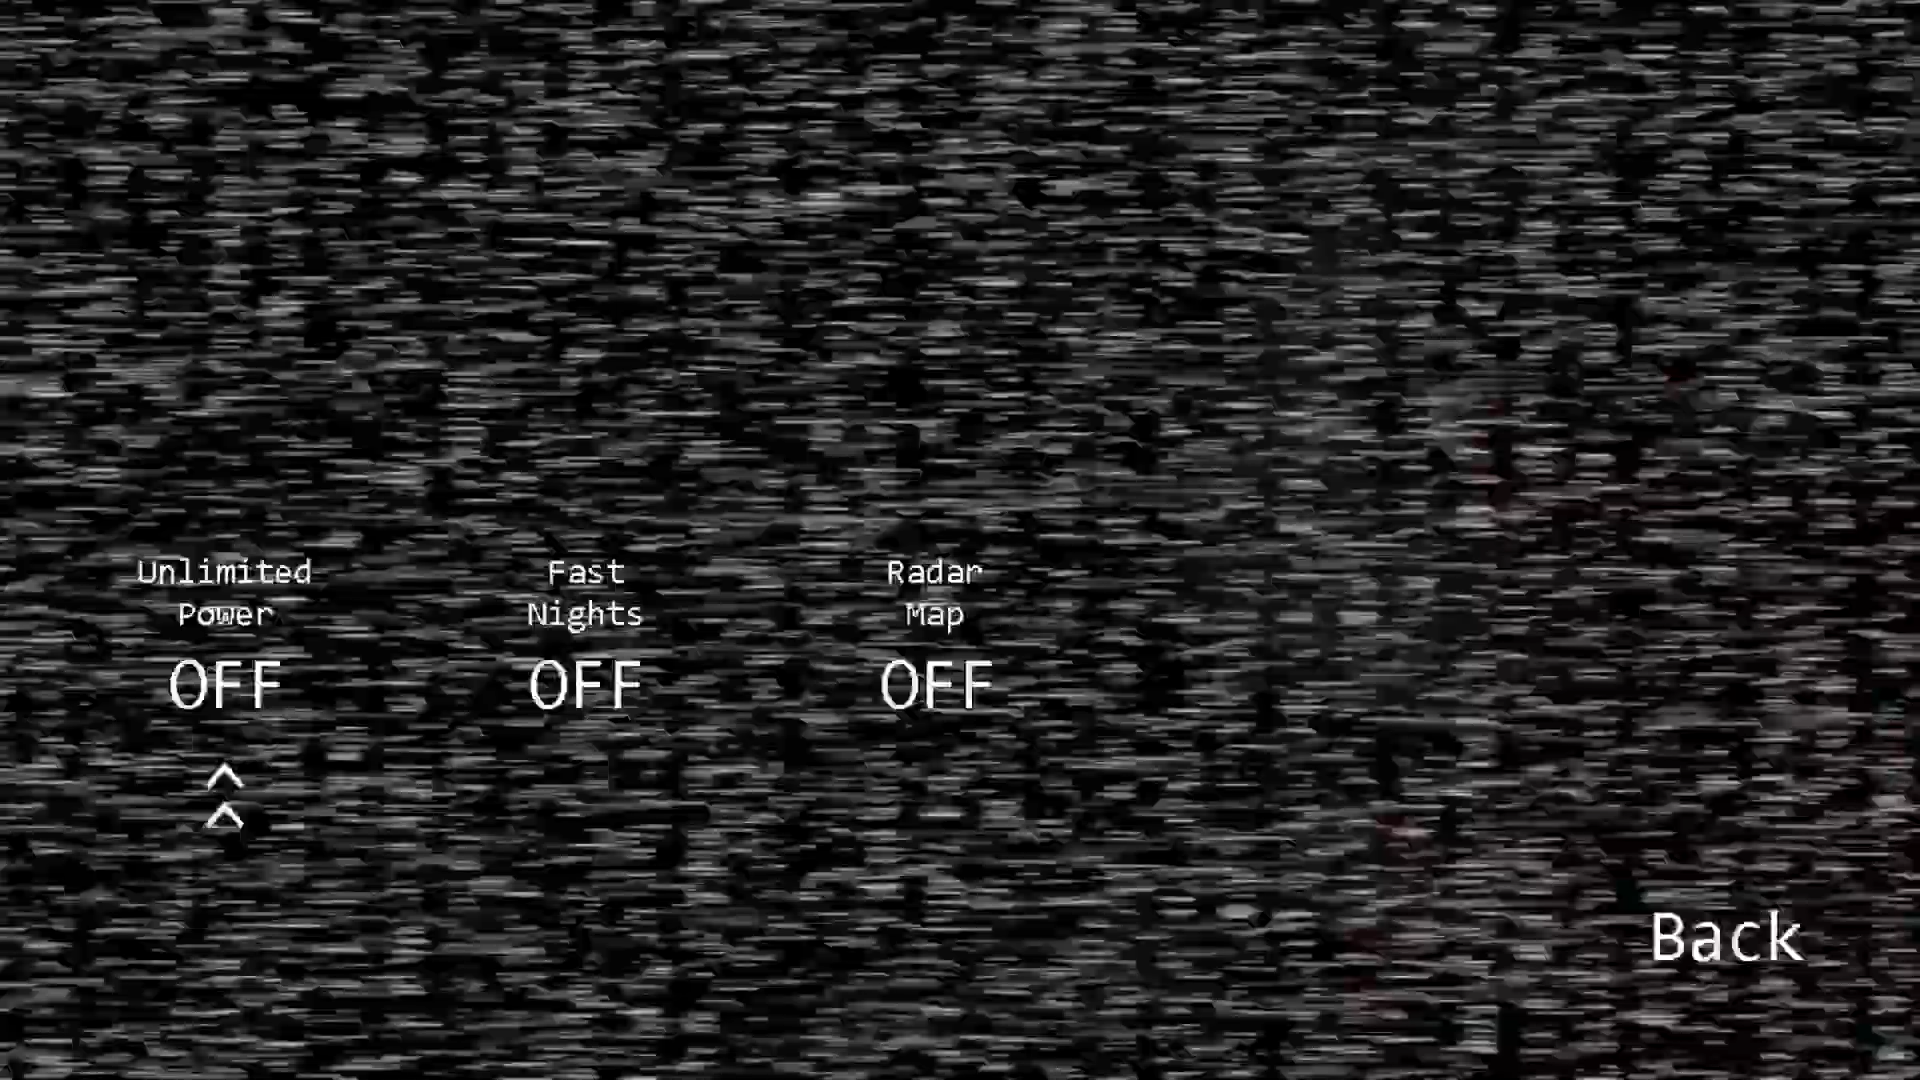 Unlimited
Power
OFF
Fast
Nights
OFF
Radar
Map
OFF
Back